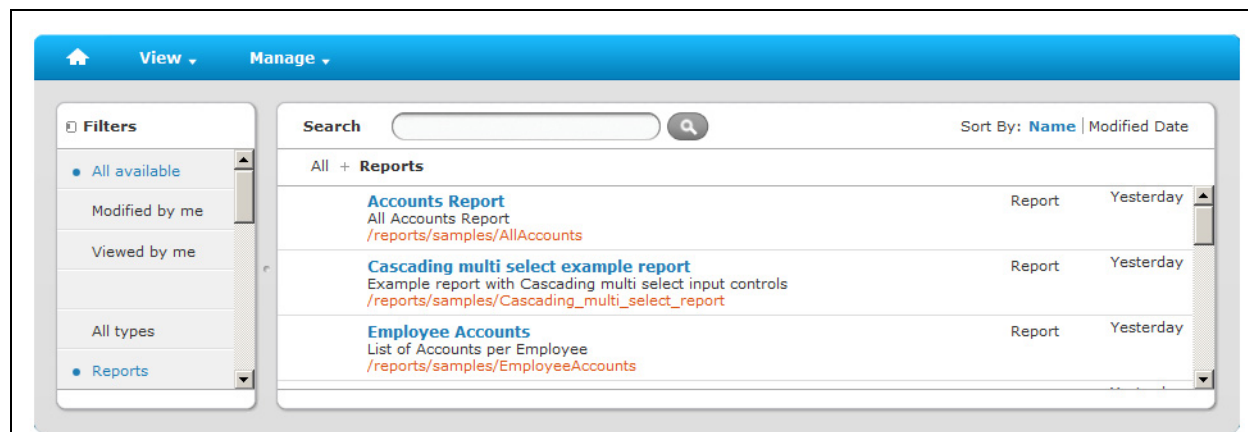 View Manage
Filters
All available
Modified by me
Viewed by me
All types
Reports
Search Sort By: Name | Modified Date
All + Reports
Accounts Report Report Yesterday
All Accounts Report
/reports/samples/AllAccounts
Cascading multi select example report Report Yesterday
Example report with Cascading multi select input controls
/reports/samples/Cascading_multi_select_report
Employee Accounts Report Yesterday
List of Accounts per Employee
/reports/samples/EmployeeAccounts